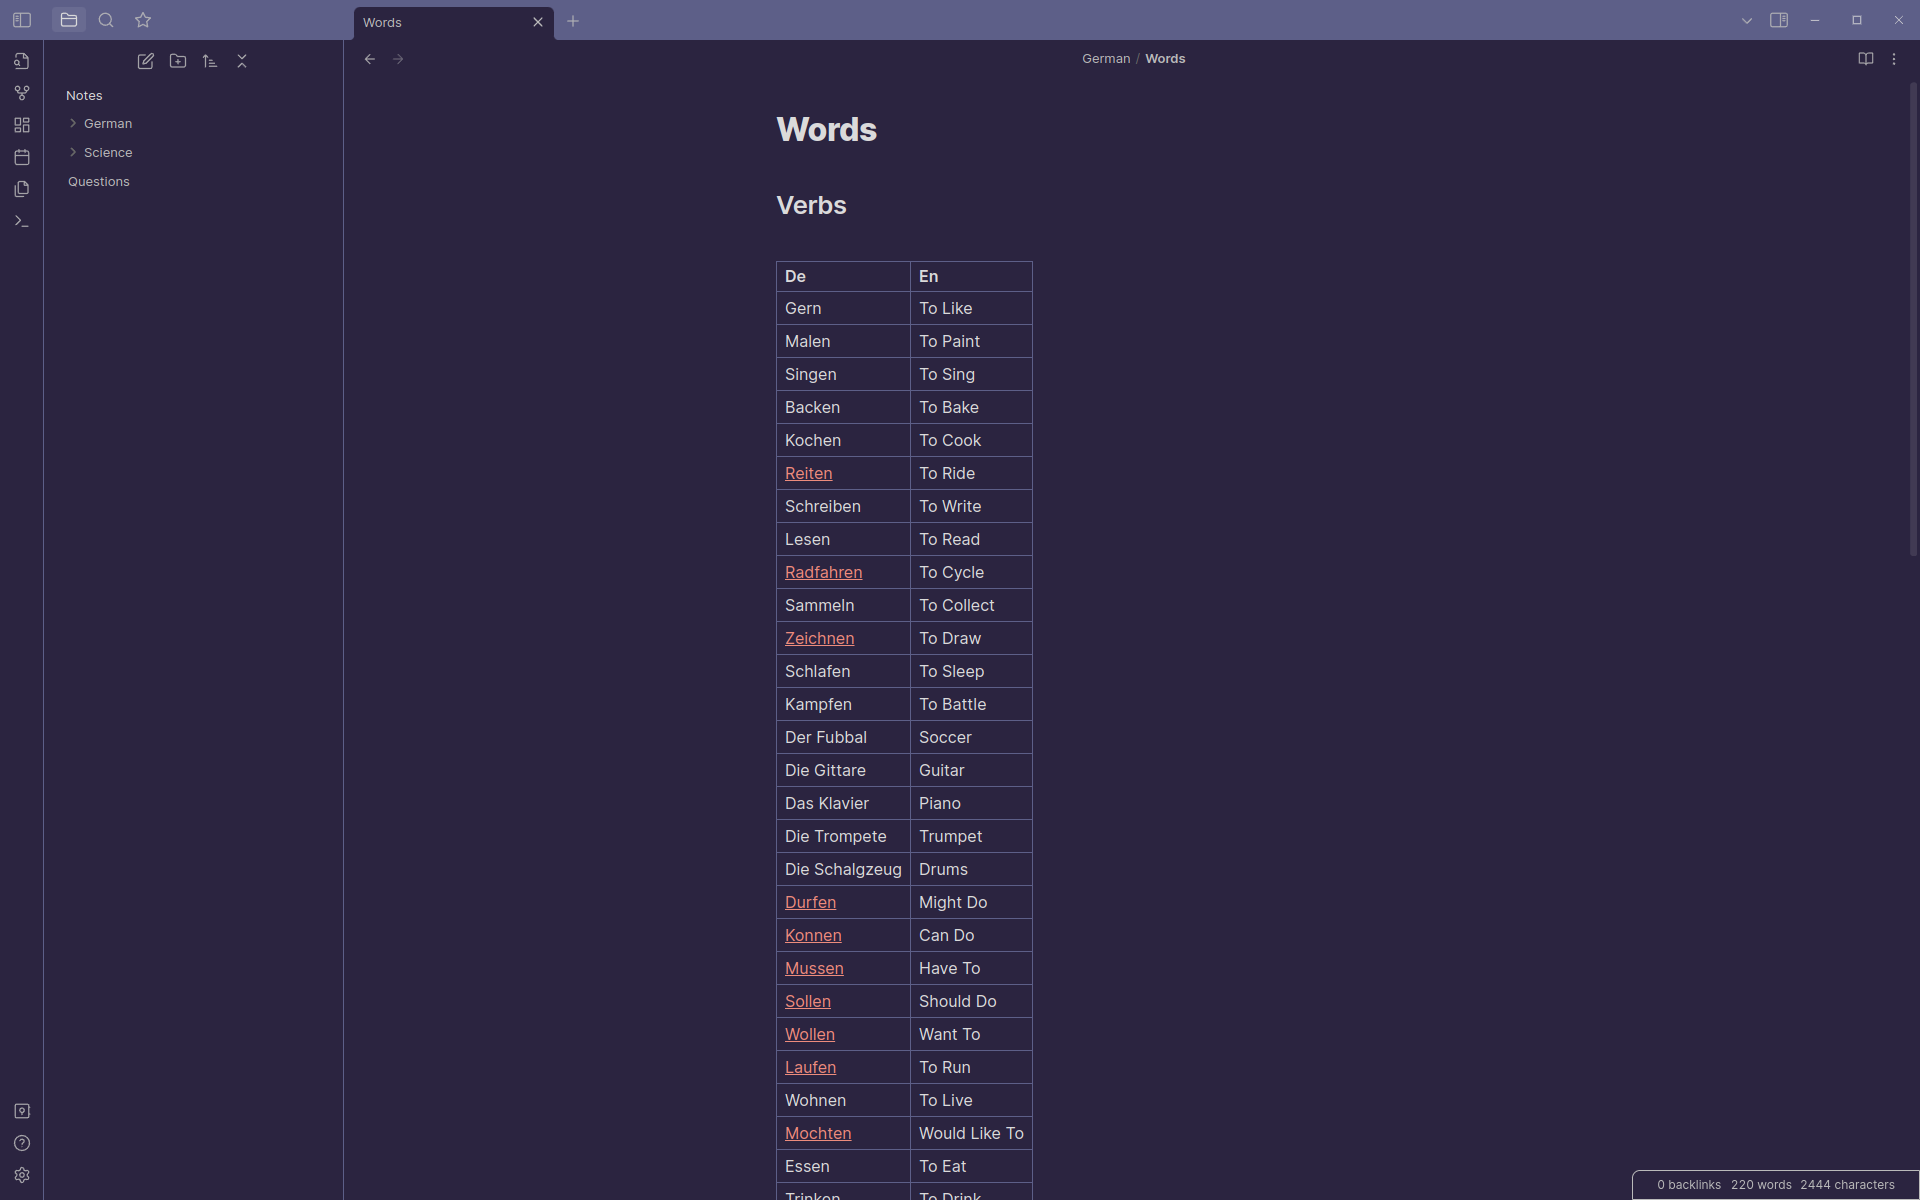 Words
Notes
German
Science
Questions
German / Words
Words
Verbs
De En
Gern To Like
Malen To Paint
Singen To Sing
Backen To Bake
Kochen To Cook
Reiten To Ride
Schreiben To Write
Lesen To Read
Radfahren To Cycle
Sammeln To Collect
Zeichnen To Draw
Schlafen To Sleep
Kampfen To Battle
Der Fubbal Soccer
Die Gittare Guitar
Das Klavier Piano
Die Trompete Trumpet
Die Schalgzeug Drums
Durfen Might Do
Konnen Can Do
Mussen Have To
Sollen Should Do
Wollen Want To
Laufen To Run
Wohnen To Live
Mochten Would Like To
Essen To Eat
Trinken To Drink
0 backlinks 220 words 2444 characters